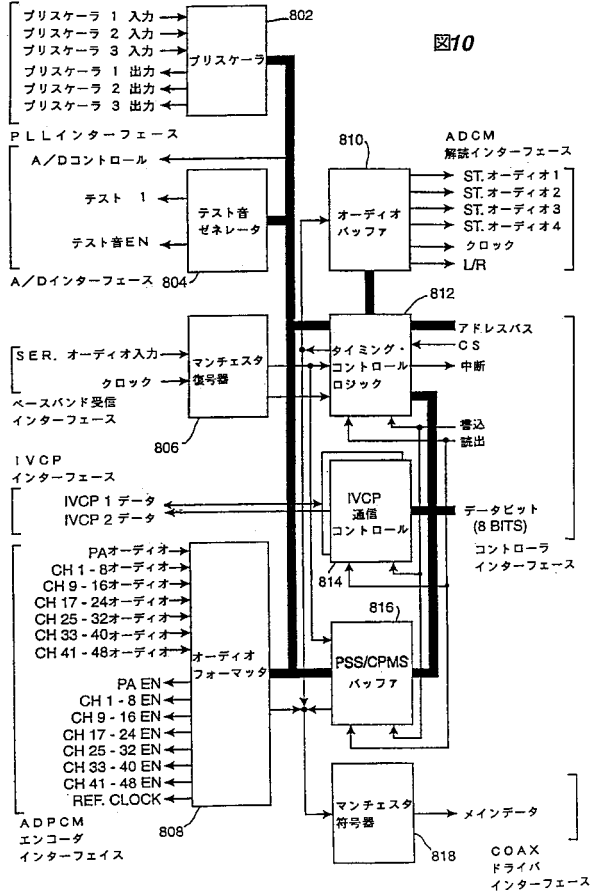 図10
プリスケーラ 1 入力
プリスケーラ 2 入力
プリスケーラ 3 入力
プリスケーラ 1 出力
プリスケーラ 2 出力
プリスケーラ 3 出力
PLLインターフェース
802
プリスケーラ
A/Dコントロール
テスト 1
テスト音EN
A/Dインターフェース
テスト音
ゼネレータ
804
810
オーディオ
バッファ
ADCM
解読インターフェース
ST.オーディオ1
ST.オーディオ2
ST.オーディオ3
ST.オーディオ4
クロック
L/R
SER. オーディオ入力
クロック
ベースバンド受信
インターフェース
マンチェスタ
復号器
806
812
タイミング・
コントロール
ロジック
アドレスバス
CS
中断
書込
読出
データビット
(8 BITS)
コントローラ
インターフェース
IVCP
インターフェース
IVCP 1 データ
IVCP 2 データ
IVCP
通信
コントロール
814
PAオーディオ
CH 1 - 8オーディオ
CH 9 - 16オーディオ
CH 17 - 24オーディオ
CH 25 - 32オーディオ
CH 33 - 40オーディオ
CH 41 - 48オーディオ
PA EN
CH 1 - 8 EN
CH 9 - 16 EN
CH 17 - 24 EN
CH 25 - 32 EN
CH 33 - 40 EN
CH 41 - 48 EN
REF. CLOCK
ADPCM
エンコーダ
インターフェイス
オーディオ
フォーマッタ
808
816
PSS/CPMS
バッファ
マンチェスタ
符号器
818
メインデータ
COAX
ドライバ
インターフェース